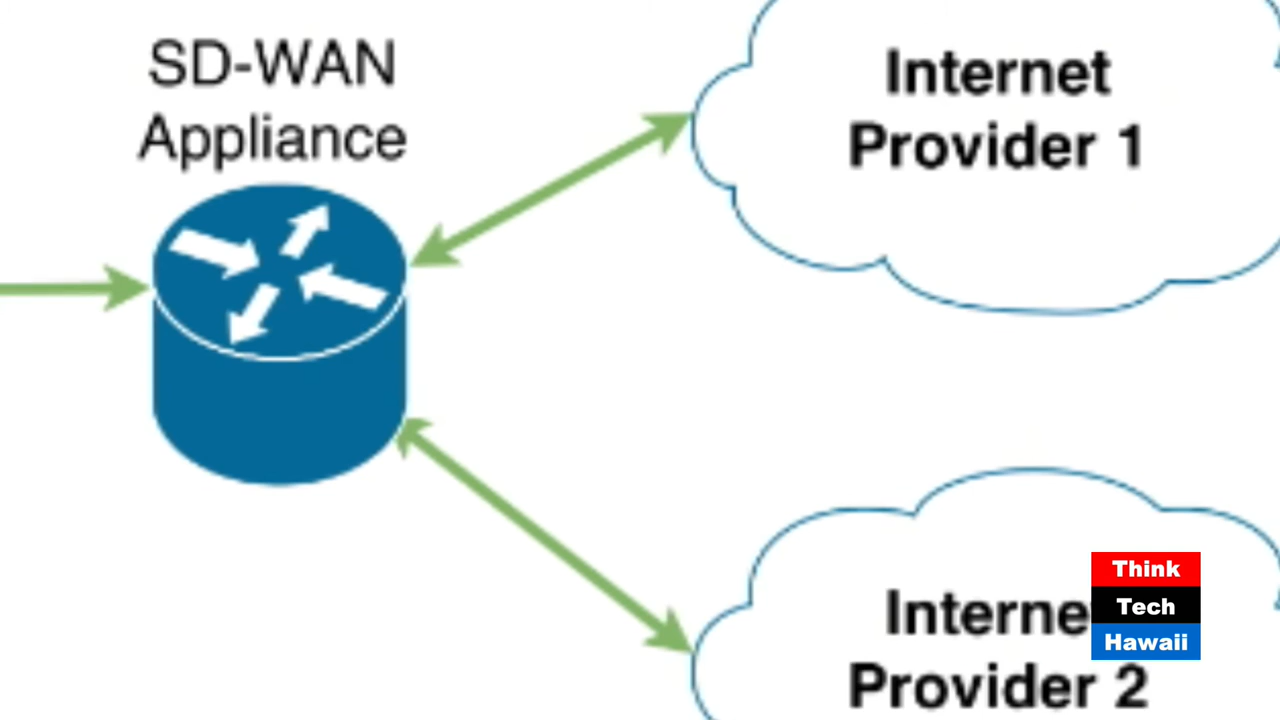 SD-WAN
Appliance
Internet
Provider 1
Interne
Provider 2
Think
Tech
Hawaii